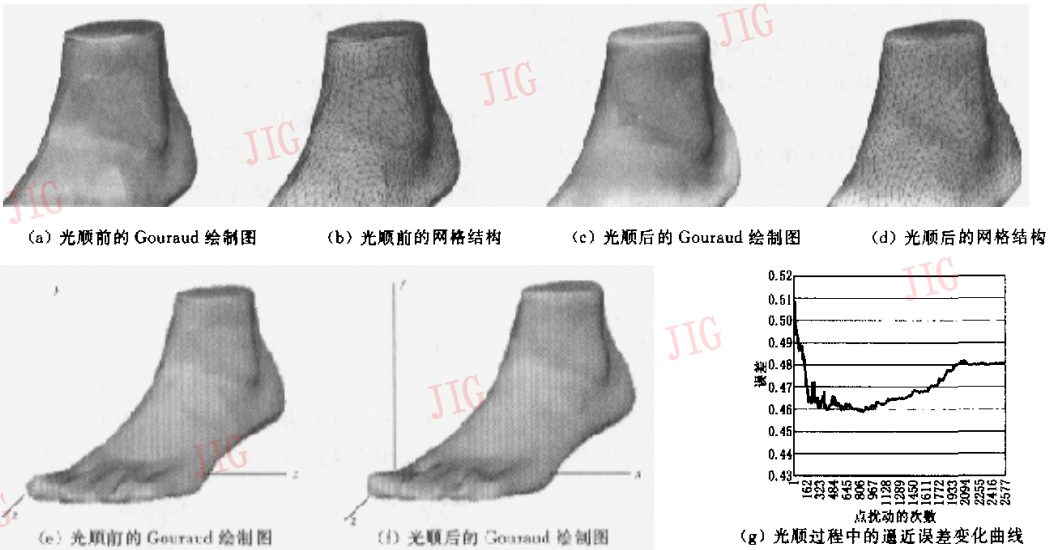 JIG
JIG
JIG
JIG
(a) 光顺前的 Gouraud 绘制图
(b) 光顺前的网格结构
(c) 光顺后的 Gouraud 绘制图
(d) 光顺后的网格结构
y
z
x
y
x
z
JIG
JIG
JIG
JIG
(e) 光顺前的 Gouraud 绘制图
(f) 光顺后的 Gouraud 绘制图
0.52
0.51
0.50
0.49
0.48
0.47
0.46
0.45
0.44
0.43
误差
1 162 323 484 645 806 967 1128 1289 1450 1611 1772 1933 2094 2255 2416 2577
点扰动的次数
(g) 光顺过程中的逼近误差变化曲线